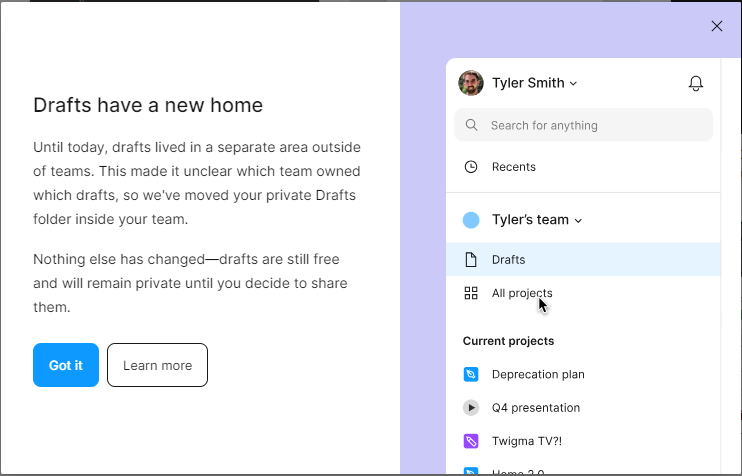 Drafts have a new home
Until today, drafts lived in a separate area outside
of teams. This made it unclear which team owned
which drafts, so we've moved your private Drafts
folder inside your team.
Nothing else has changed—drafts are still free
and will remain private until you decide to share
them.
Got it
Learn more
Tyler Smith
Search for anything
Recents
Tyler's team
Drafts
All projects
Current projects
Deprecation plan
Q4 presentation
Twigma TV?!